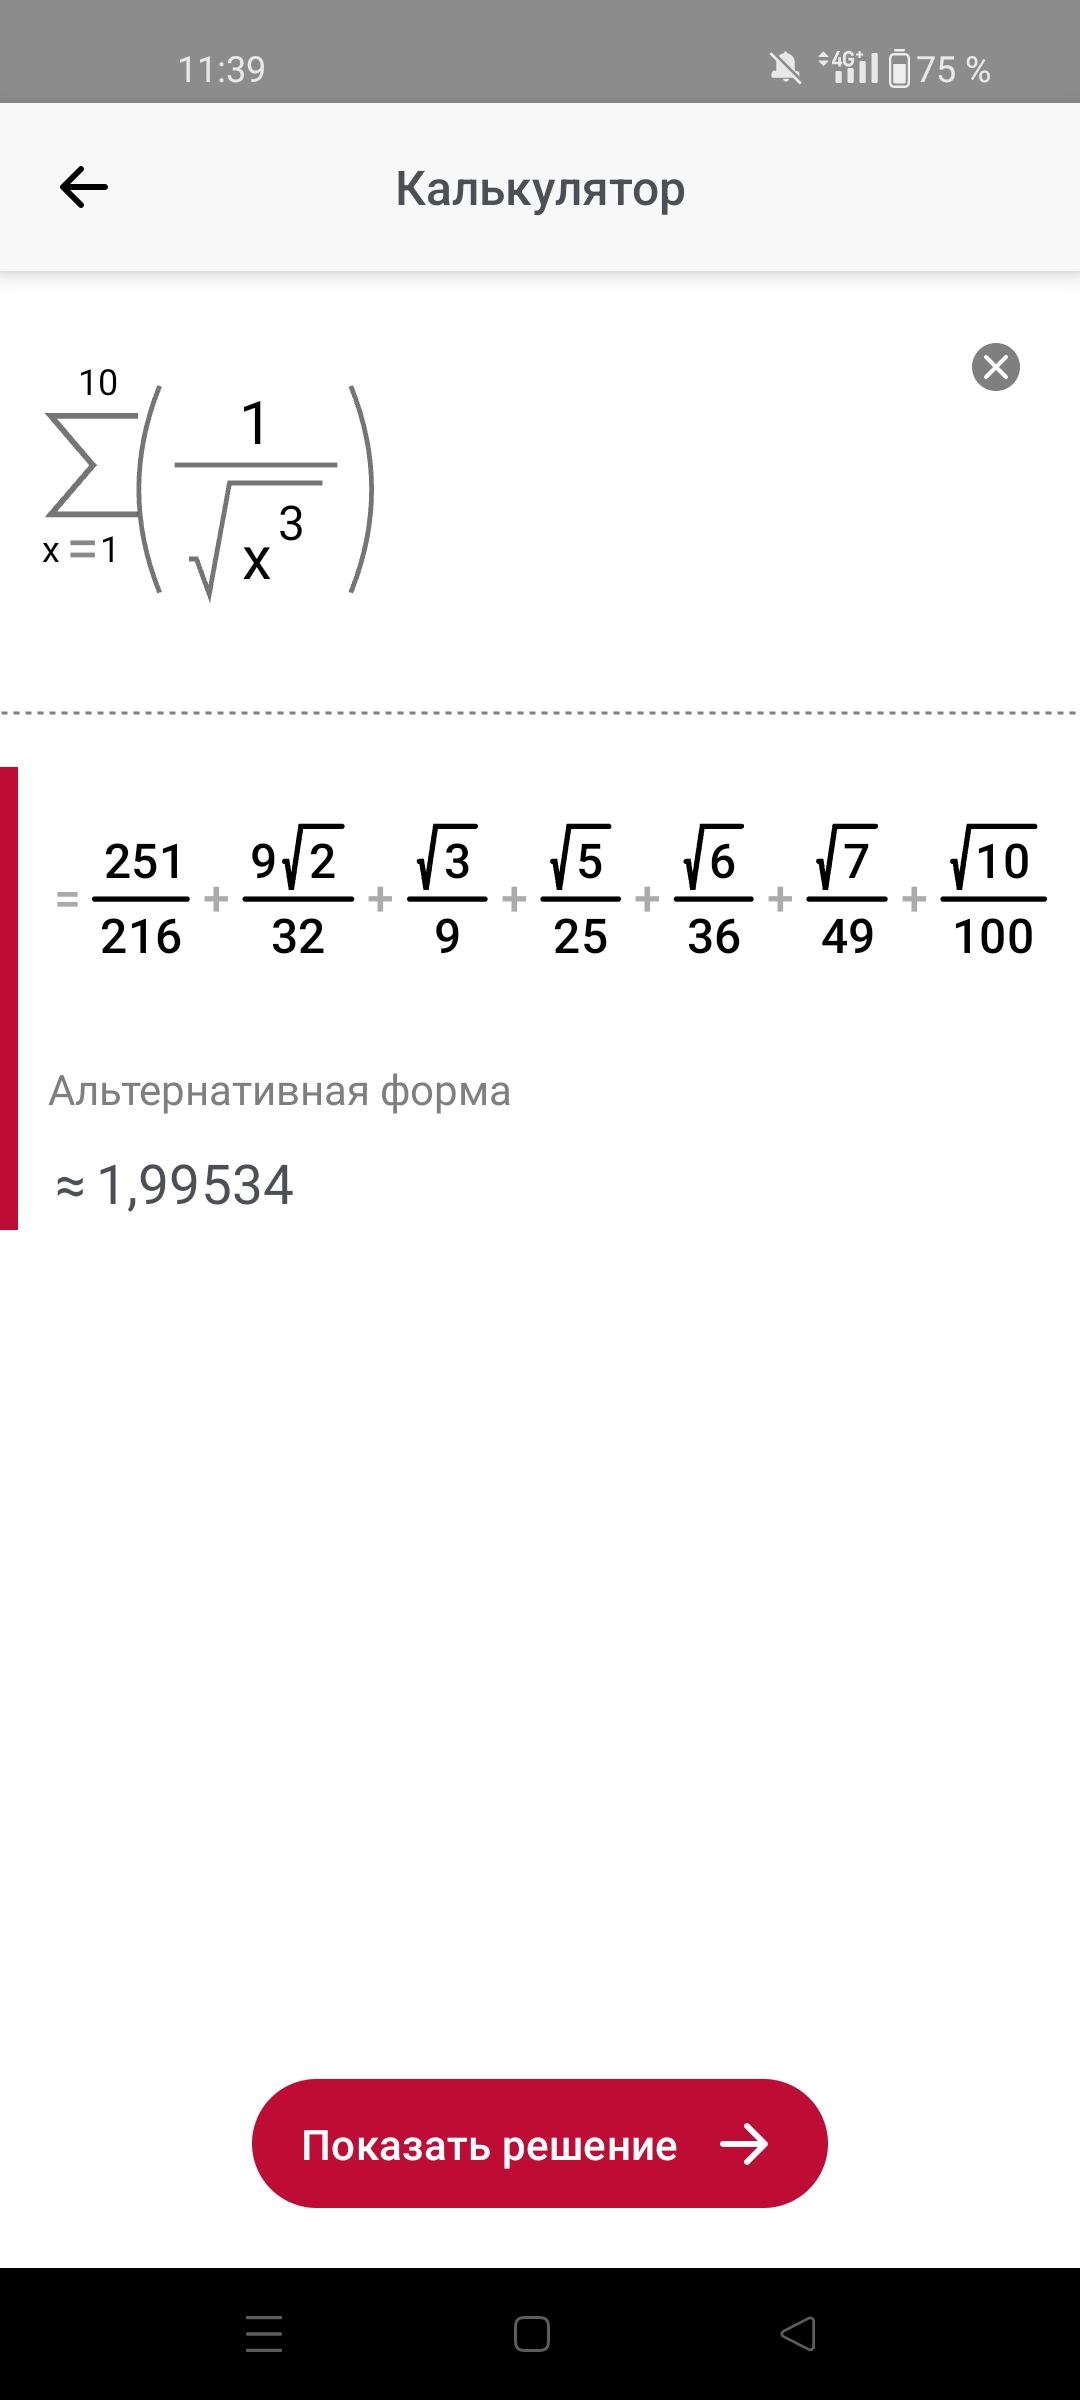 11:39 4G+ 75 %
Калькулятор
10
∑ ( 1 / √x³ )
x = 1
= 251/216 + 9√2/32 + √3/9 + √5/25 + √6/36 + √7/49 + √10/100
Альтернативная форма
≈ 1,99534
Показать решение →